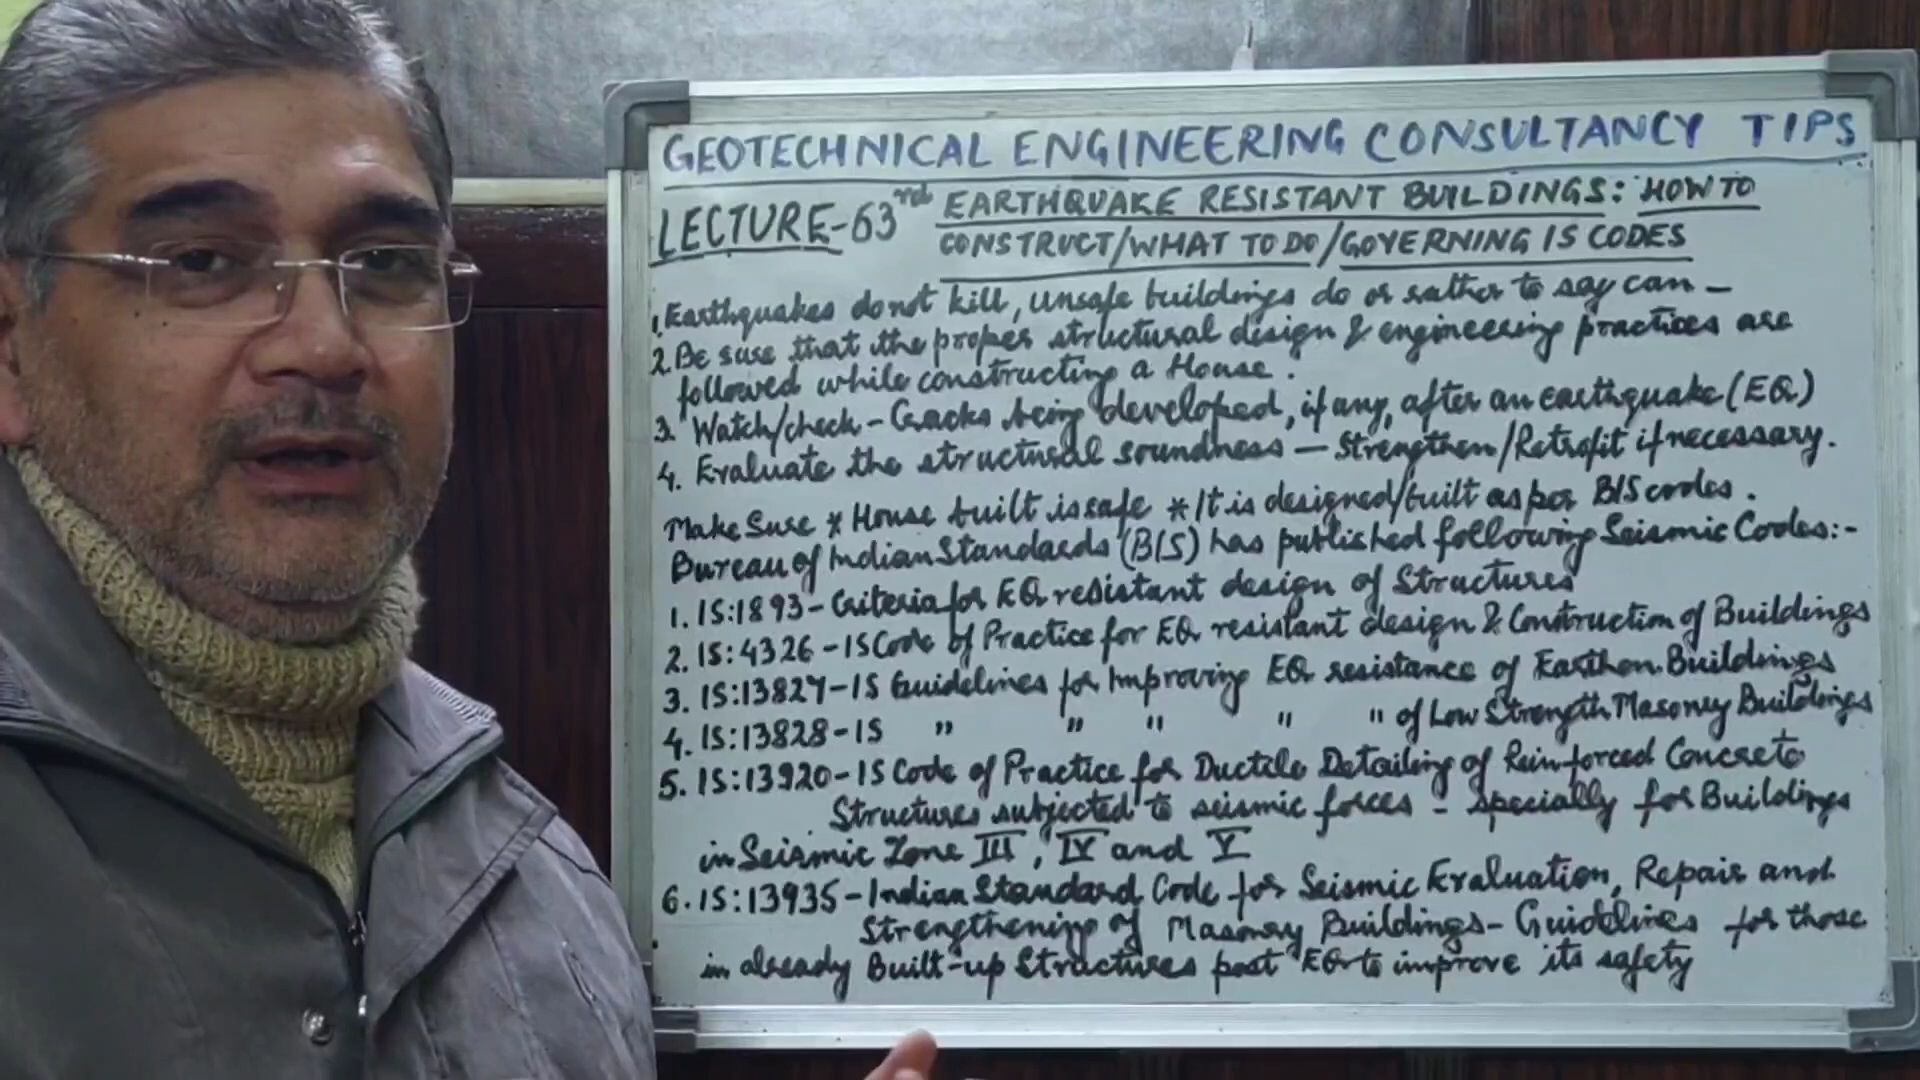 GEOTECHNICAL ENGINEERING CONSULTANCY TIPS
LECTURE-63rd EARTHQUAKE RESISTANT BUILDINGS: HOW TO
CONSTRUCT/WHAT TO DO/GOVERNING IS CODES
1. Earthquakes do not kill, unsafe buildings do or rather to say can -
2. Be sure that the proper structural design & engineering practices are
followed while constructing a House.
3. Watch/check - Cracks being developed, if any, after an earthquake (EQ)
4. Evaluate the structural soundness - Strengthen/Retrofit if necessary.
Make Sure * House built is safe * It is designed/built as per BIS codes.
Bureau of Indian Standards (BIS) has published following Seismic Codes:-
1. IS:1893 - Criteria for EQ resistant design of Structures
2. IS:4326 - IS Code of Practice for EQ resistant design & Construction of Buildings
3. IS:13827 - IS Guidelines for Improving EQ resistance of Earthen Buildings
4. IS:13828 - IS " " " " " of Low Strength Masonry Buildings
5. IS:13920 - IS Code of Practice for Ductile Detailing of Reinforced Concrete
Structures subjected to seismic forces - specially for Buildings
in Seismic Zone III, IV and V
6. IS:13935 - Indian Standard Code for Seismic Evaluation, Repair and
Strengthening of Masonry Buildings - Guidelines for those
in already Built-up Structures post EQ to improve its safety